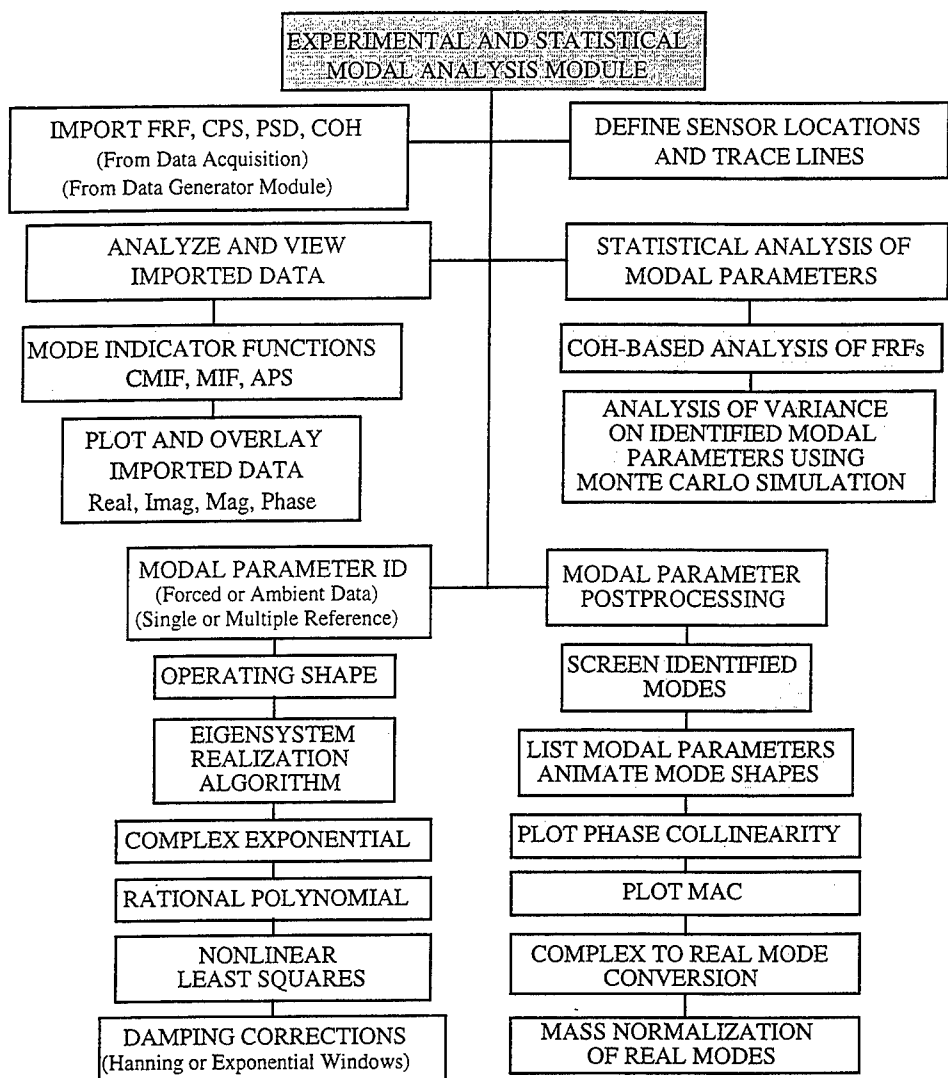 EXPERIMENTAL AND STATISTICAL
MODAL ANALYSIS MODULE
IMPORT FRF, CPS, PSD, COH
(From Data Acquisition)
(From Data Generator Module)
DEFINE SENSOR LOCATIONS
AND TRACE LINES
ANALYZE AND VIEW
IMPORTED DATA
MODE INDICATOR FUNCTIONS
CMIF, MIF, APS
PLOT AND OVERLAY
IMPORTED DATA
Real, Imag, Mag, Phase
STATISTICAL ANALYSIS OF
MODAL PARAMETERS
COH-BASED ANALYSIS OF FRFs
ANALYSIS OF VARIANCE
ON IDENTIFIED MODAL
PARAMETERS USING
MONTE CARLO SIMULATION
MODAL PARAMETER ID
(Forced or Ambient Data)
(Single or Multiple Reference)
OPERATING SHAPE
EIGENSYSTEM
REALIZATION
ALGORITHM
COMPLEX EXPONENTIAL
RATIONAL POLYNOMIAL
NONLINEAR
LEAST SQUARES
DAMPING CORRECTIONS
(Hanning or Exponential Windows)
MODAL PARAMETER
POSTPROCESSING
SCREEN IDENTIFIED
MODES
LIST MODAL PARAMETERS
ANIMATE MODE SHAPES
PLOT PHASE COLLINEARITY
PLOT MAC
COMPLEX TO REAL MODE
CONVERSION
MASS NORMALIZATION
OF REAL MODES